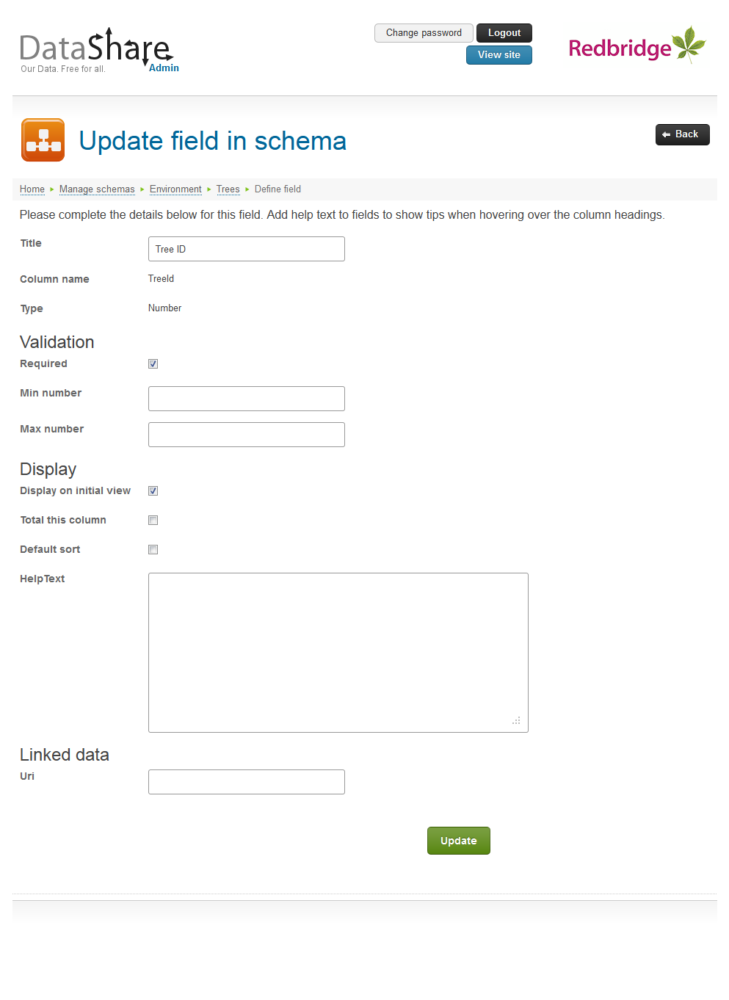 DataShare
Our Data. Free for all.
Admin
Change password
Logout
View site
Redbridge
Update field in schema
Back
Home Manage schemas Environment Trees Define field
Please complete the details below for this field. Add help text to fields to show tips when hovering over the column headings.
Title Tree ID
Column name TreeId
Type Number
Validation
Required
Min number
Max number
Display
Display on initial view
Total this column
Default sort
HelpText
Linked data
Uri
Update